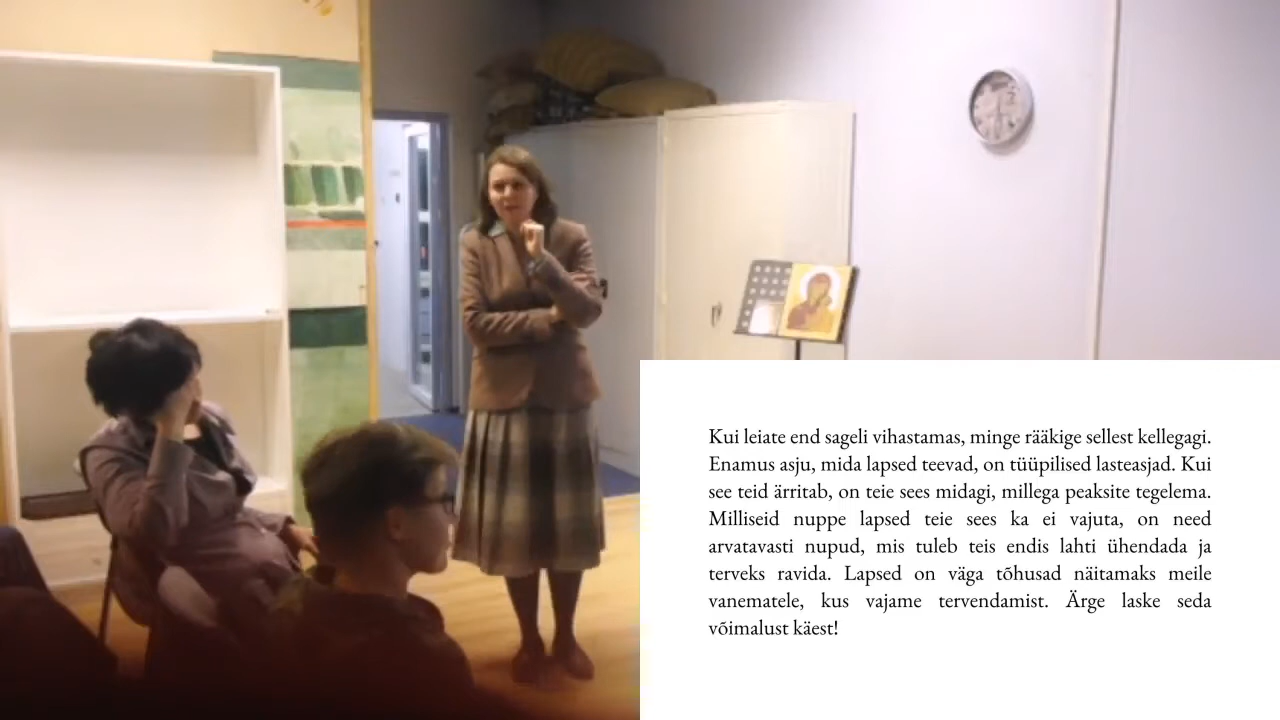 Kui leiate end sageli vihastamas, minge rääkige sellest kellegagi.
Enamus asju, mida lapsed teevad, on tüüpilised lasteasjad. Kui
see teid ärritab, on teie sees midagi, millega peaksite tegelema.
Milliseid nuppe lapsed teie sees ka ei vajuta, on need
arvatavasti nupud, mis tuleb teis endis lahti ühendada ja
terveks ravida. Lapsed on väga tõhusad näitamaks meile
vanematele, kus vajame tervendamist. Ärge laske seda
võimalust käest!